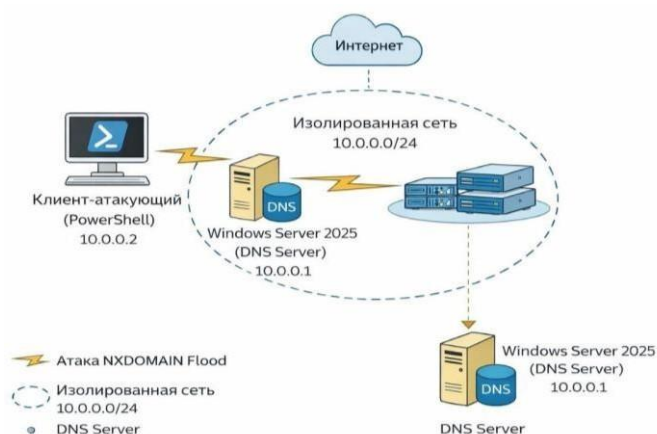 Интернет
Изолированная сеть
10.0.0.0/24
Клиент-атакующий
(PowerShell)
10.0.0.2
DNS
Windows Server 2025
(DNS Server)
10.0.0.1
Атака NXDOMAIN Flood
Изолированная сеть
10.0.0.0/24
DNS Server
DNS
Windows Server 2025
(DNS Server)
10.0.0.1
DNS Server